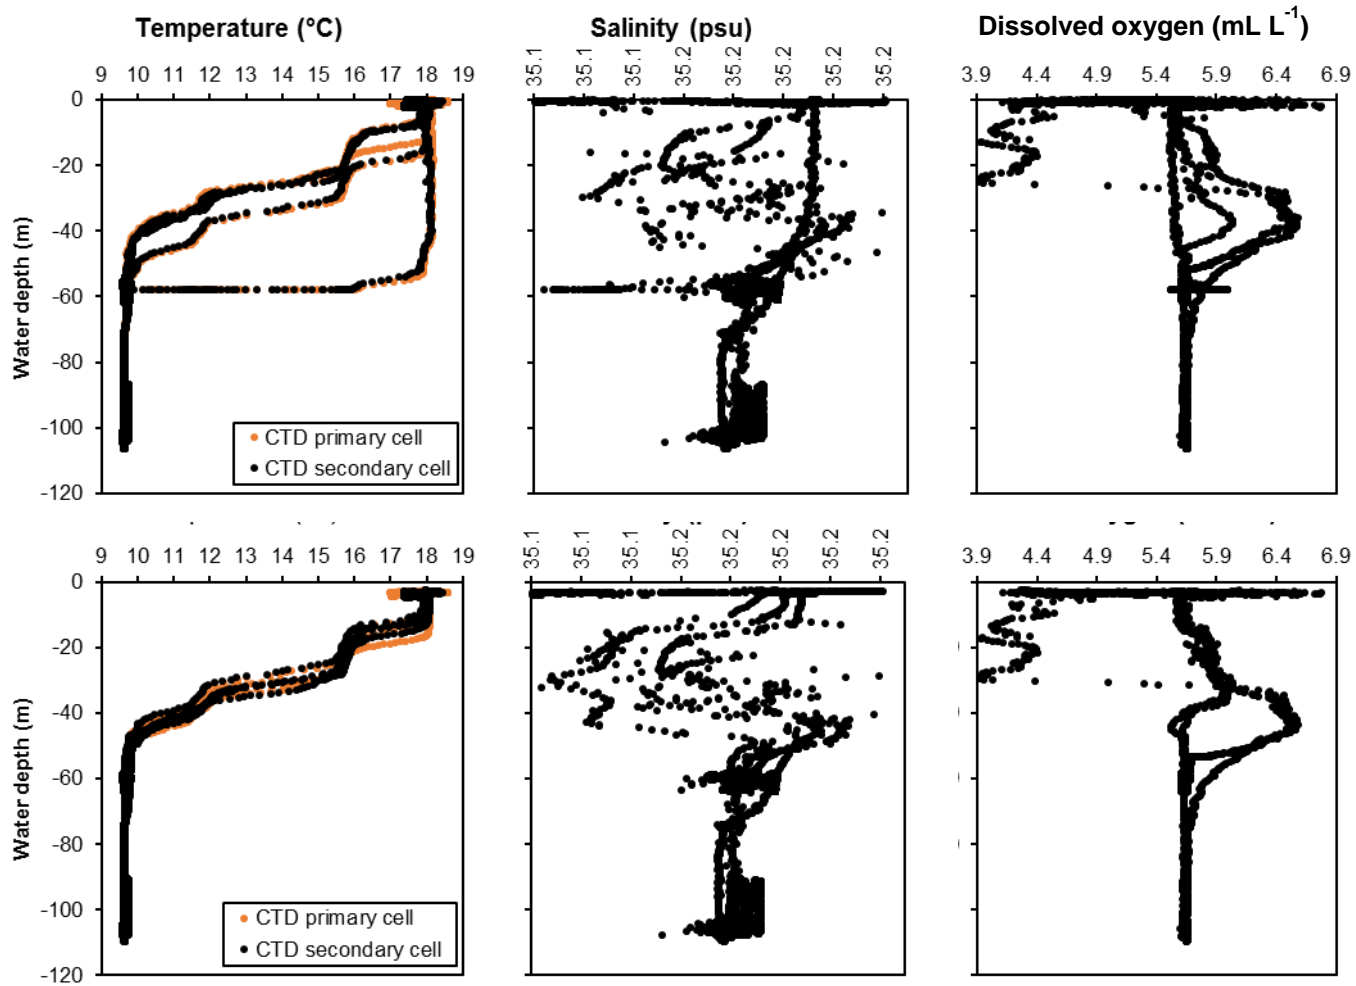 Temperature (°C) Salinity (psu) Dissolved oxygen (mL L-1)
9 10 11 12 13 14 15 16 17 18 19
35.1 35.1 35.1 35.2 35.2 35.2 35.2 35.2
3.9 4.4 4.9 5.4 5.9 6.4 6.9
0
-20
-40
-60
-80
-100
-120
Water depth (m)
CTD primary cell
CTD secondary cell
9 10 11 12 13 14 15 16 17 18 19
35.1 35.1 35.1 35.2 35.2 35.2 35.2 35.2
3.9 4.4 4.9 5.4 5.9 6.4 6.9
0
-20
-40
-60
-80
-100
-120
Water depth (m)
CTD primary cell
CTD secondary cell